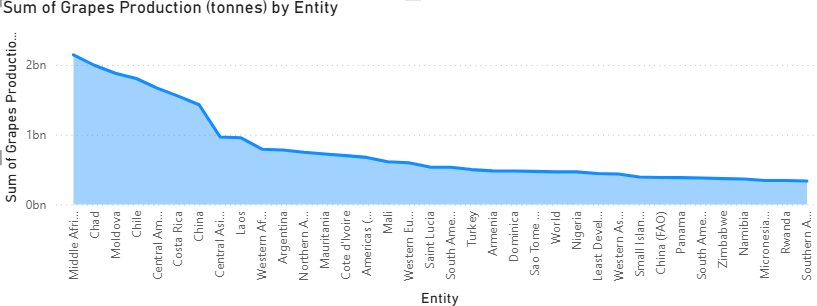 Sum of Grapes Production (tonnes) by Entity
Sum of Grapes Productio...
2bn
1bn
0bn
Middle Afri...
Chad
Moldova
Chile
Central Am...
Costa Rica
China
Central Asi...
Laos
Western Af...
Argentina
Northern A...
Mauritania
Cote d'Ivoire
Americas (...
Mali
Western Eu...
Saint Lucia
South Ame...
Turkey
Armenia
Dominica
Sao Tome ...
World
Nigeria
Least Devel...
Western As...
Small Islan...
China (FAO)
Panama
South Ame...
Zimbabwe
Namibia
Micronesia...
Rwanda
Southern A...
Entity